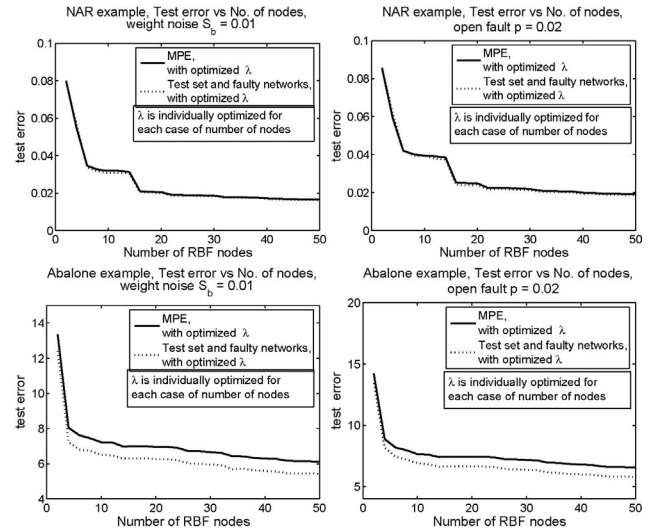 NAR example, Test error vs No. of nodes,
weight noise S_b = 0.01
0.1
0.08
0.06
0.04
0.02
0
test error
MPE,
with optimized λ
Test set and faulty networks,
with optimized λ
λ is individually optimized for
each case of number of nodes
0 10 20 30 40 50
Number of RBF nodes
NAR example, Test error vs No. of nodes,
open fault p = 0.02
0.1
0.08
0.06
0.04
0.02
0
test error
MPE,
with optimized λ
Test set and faulty networks,
with optimized λ
λ is individually optimized for
each case of number of nodes
0 10 20 30 40 50
Number of RBF nodes
Abalone example, Test error vs No. of nodes,
weight noise S_b = 0.01
14
12
10
8
6
4
test error
MPE,
with optimized λ
Test set and faulty networks,
with optimized λ
λ is individually optimized for
each case of number of nodes
0 10 20 30 40 50
Number of RBF nodes
Abalone example, Test error vs No. of nodes,
open fault p = 0.02
20
15
10
5
test error
MPE,
with optimized λ
Test set and faulty networks,
with optimized λ
λ is individually optimized for
each case of number of nodes
0 10 20 30 40 50
Number of RBF nodes